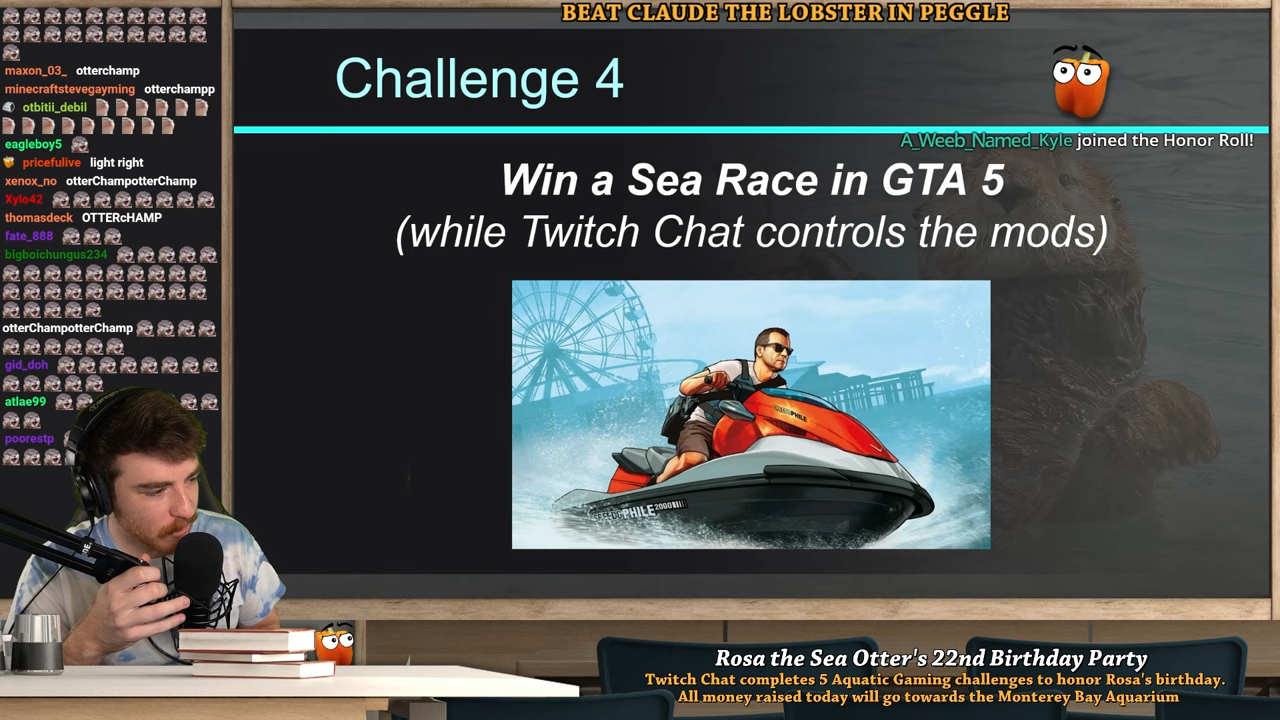 BEAT CLAUDE THE LOBSTER IN PEGGLE
Challenge 4
A_Weeb_Named_Kyle joined the Honor Roll!
Win a Sea Race in GTA 5
(while Twitch Chat controls the mods)
maxon_03_ otterchamp
minecraftstevegayming otterchampp
otbitii_debil
eagleboy5
pricefulive light right
xenox_no otterChampotterChamp
Xylo42
thomasdeck OTTERcHAMP
fate_888
bigboichungus234
otterChampotterChamp
gid_doh
atlae99
poorestp
SPEEDOPHILE 2000
Rosa the Sea Otter's 22nd Birthday Party
Twitch Chat completes 5 Aquatic Gaming challenges to honor Rosa's birthday.
All money raised today will go towards the Monterey Bay Aquarium